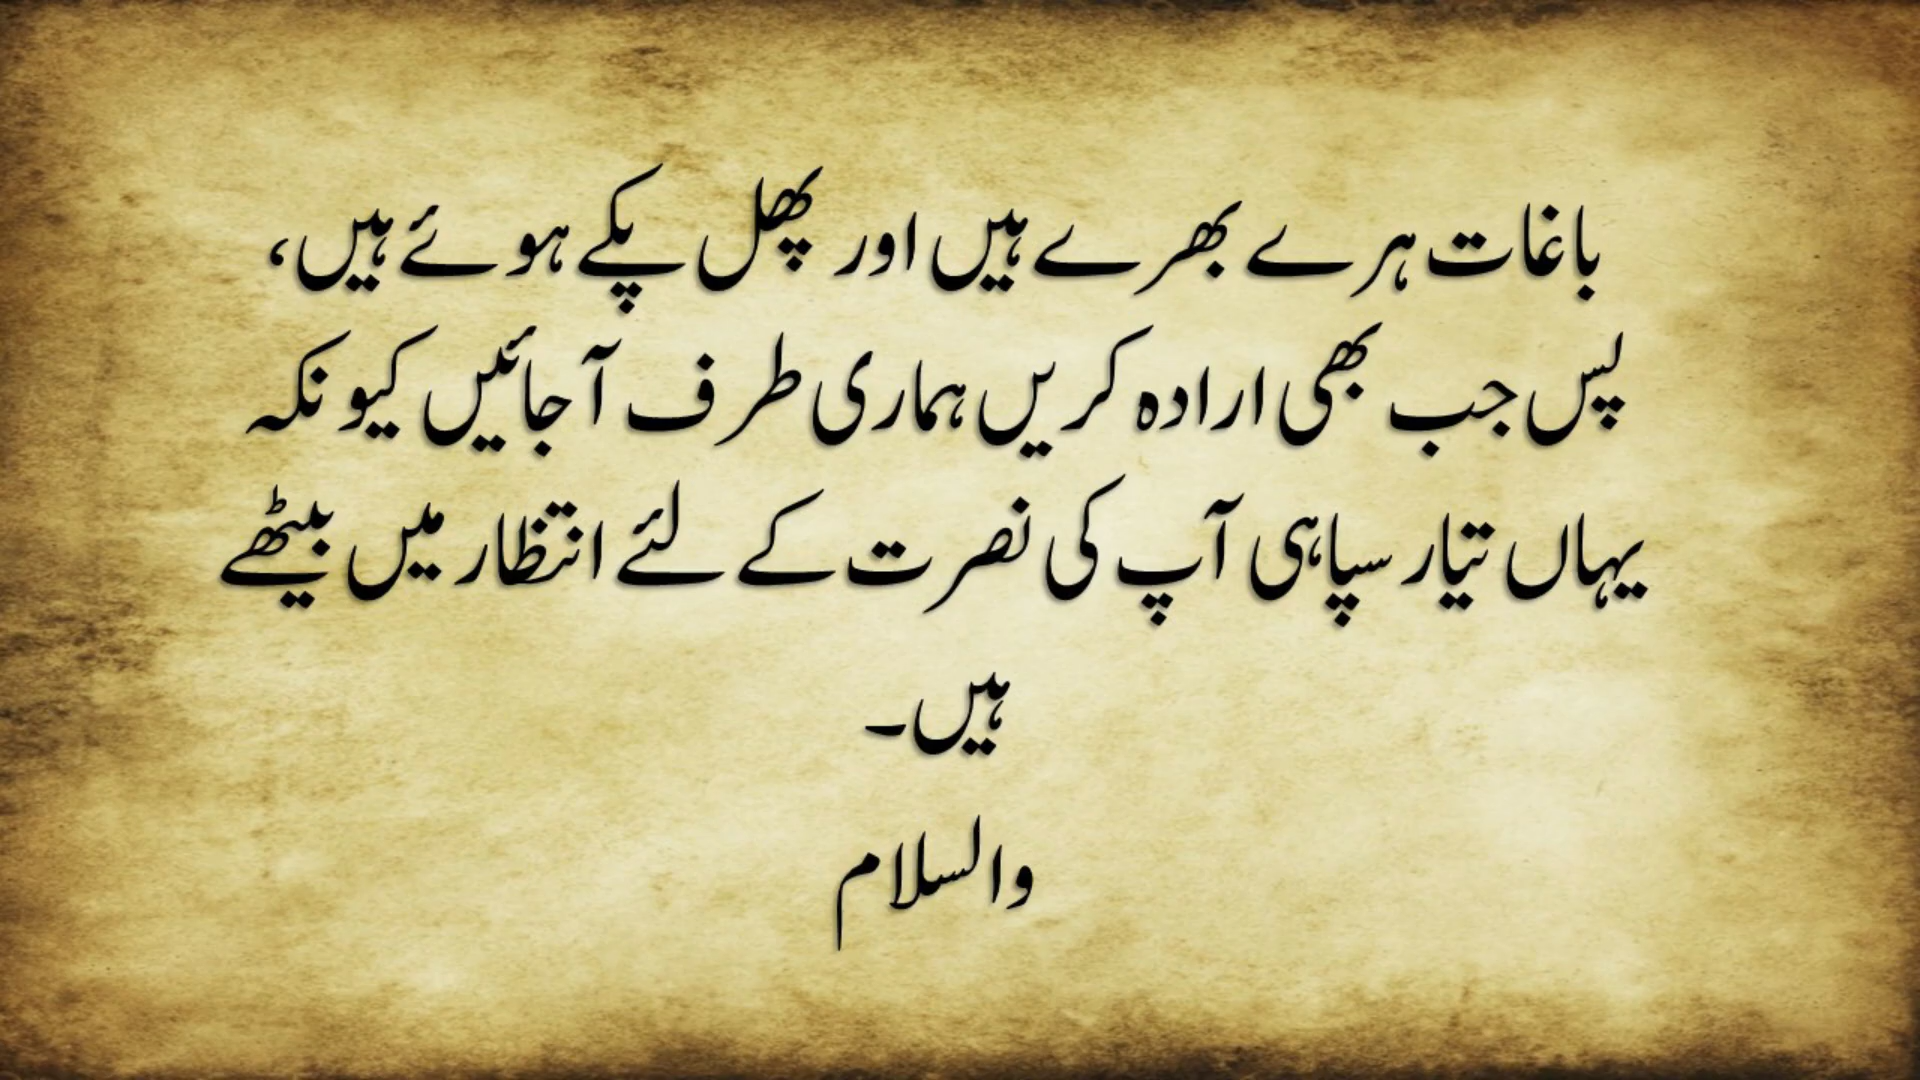 باغات ہرے بھرے ہیں اور پھل پکے ہوئے ہیں،
پس جب بھی ارادہ کریں ہماری طرف آجائیں کیونکہ
یہاں تیار سپاہی آپ کی نصرت کے لئے انتظار میں بیٹھے
ہیں۔
والسلام